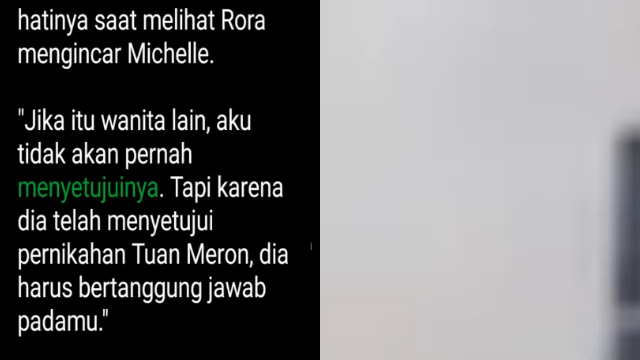 hatinya saat melihat Rora
mengincar Michelle.
"Jika itu wanita lain, aku
tidak akan pernah
menyetujuinya. Tapi karena
dia telah menyetujui
pernikahan Tuan Meron, dia
harus bertanggung jawab
padamu."